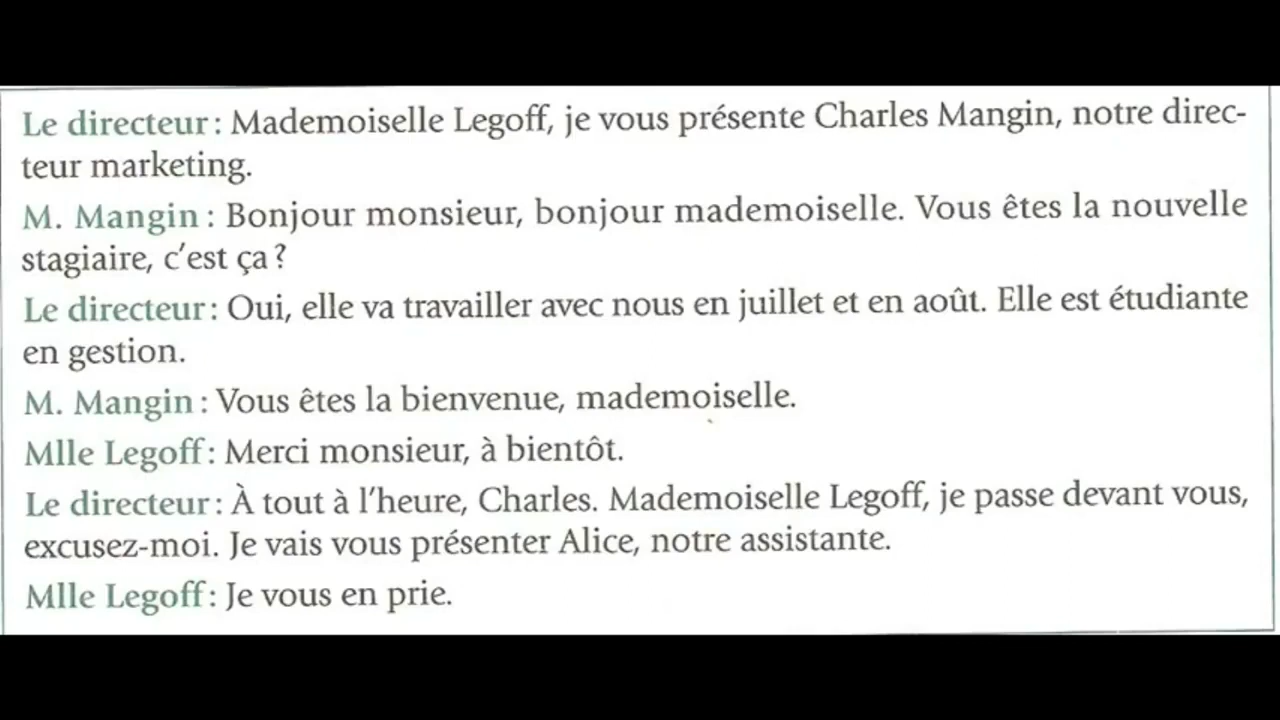 Le directeur : Mademoiselle Legoff, je vous présente Charles Mangin, notre direc-
teur marketing.
M. Mangin : Bonjour monsieur, bonjour mademoiselle. Vous êtes la nouvelle
stagiaire, c'est ça ?
Le directeur : Oui, elle va travailler avec nous en juillet et en août. Elle est étudiante
en gestion.
M. Mangin : Vous êtes la bienvenue, mademoiselle.
Mlle Legoff : Merci monsieur, à bientôt.
Le directeur : À tout à l'heure, Charles. Mademoiselle Legoff, je passe devant vous,
excusez-moi. Je vais vous présenter Alice, notre assistante.
Mlle Legoff : Je vous en prie.